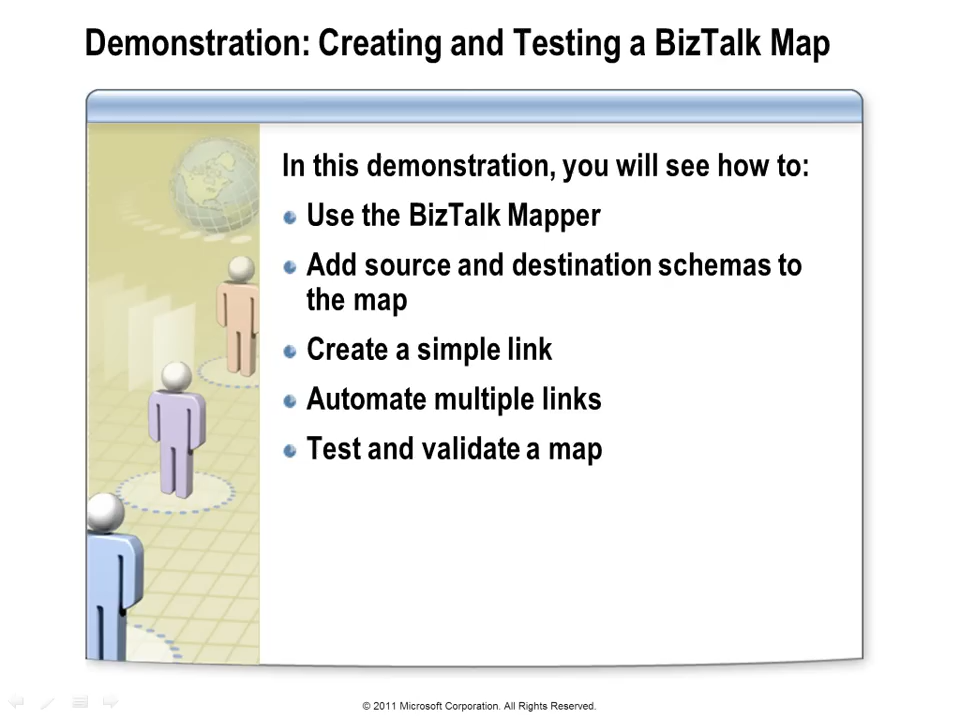 Demonstration: Creating and Testing a BizTalk Map
In this demonstration, you will see how to:
Use the BizTalk Mapper
Add source and destination schemas to
the map
Create a simple link
Automate multiple links
Test and validate a map
© 2011 Microsoft Corporation. All Rights Reserved.